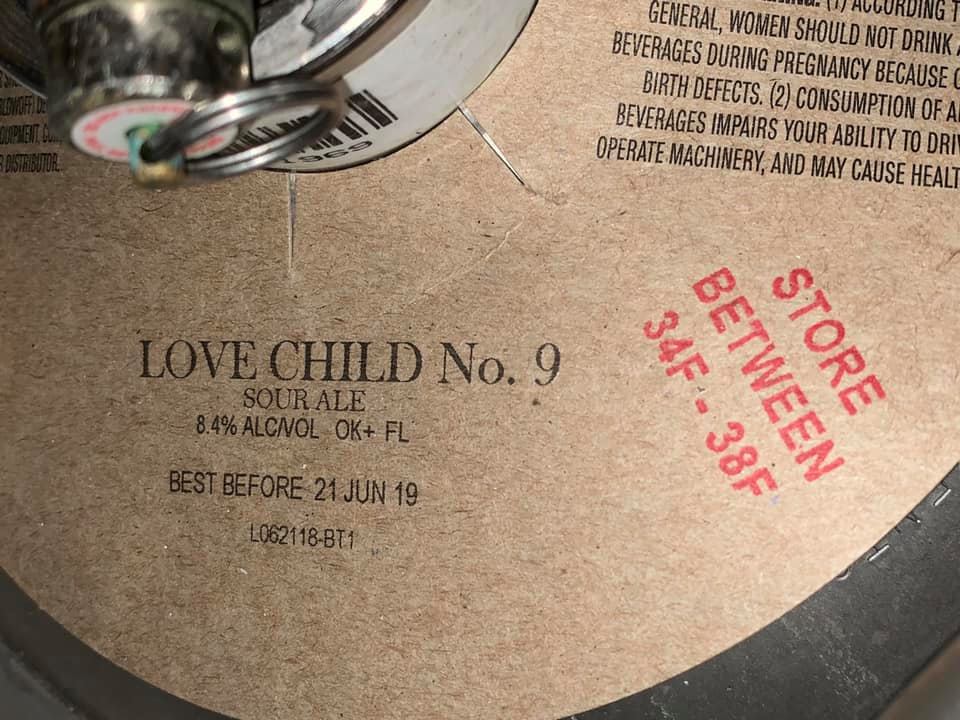 ACCORDING
GENERAL, WOMEN SHOULD NOT DRINK
BEVERAGES DURING PREGNANCY BECAUSE
BIRTH DEFECTS. (2) CONSUMPTION OF
BEVERAGES IMPAIRS YOUR ABILITY TO
OPERATE MACHINERY, AND MAY CAUSE
DISTRIBUTOR.
LOVE CHILD No. 9
SOUR ALE
8.4% ALC/VOL OK+ FL
BEST BEFORE 21 JUN 19
L062118-BT1
STORE
BETWEEN
34F - 38F